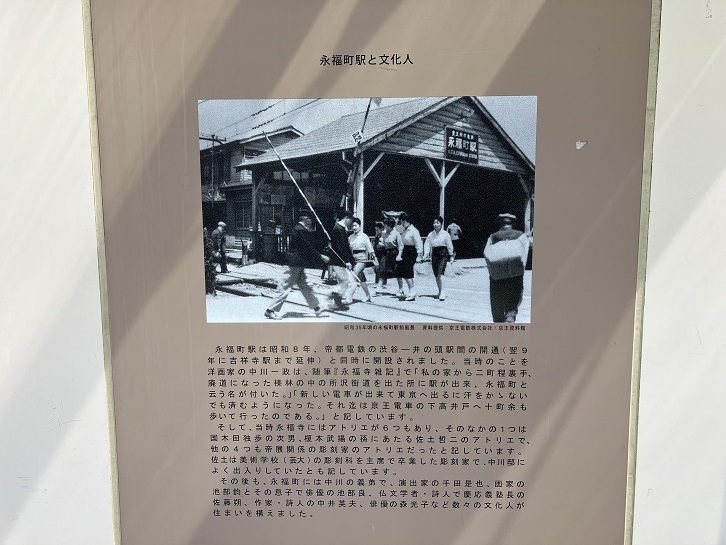 永福町駅と文化人
永福町駅
昭和35年頃の永福町駅前風景　資料提供　京王電鉄株式会社・京王資料館
永福町駅は昭和８年、帝都電鉄の渋谷ー井の頭駅間の開通（翌９
年に吉祥寺駅まで延伸）と同時に開設されました。当時のことを
洋画家の中川一政は、随筆『永福寺雑記』で「私の家から二町程裏手、
廃道になった椽林の中の所沢街道を出た所に駅が出来、永福町と
云う名が付いた。」「新しい電車が出来て東京へ出るに汗をかゝない
でも済むようになった。それ迄は京王電車の下高井戸へ十町余も
歩いて行ったのである。」と記しています。
そして、当時永福寺にはアトリエが６つもあり、そのなかの１つは
国木田独歩の次男、榎本武揚の孫にあたる佐土哲二のアトリエで、
他の４つも帝展関係の彫刻家のアトリエだったと記しています。
佐土は美術学校（芸大）の彫刻科を主席で卒業した彫刻家で、中川邸に
よく出入りしていたとも記しています。
その後も、永福町には中川の義弟で、演出家の千田是也、画家の
池部鈞とその息子で俳優の池部良、仏文学者・詩人で慶応義塾長の
佐藤朔、作家・詩人の中井英夫、俳優の森光子など数々の文化人が
住まいを構えました。